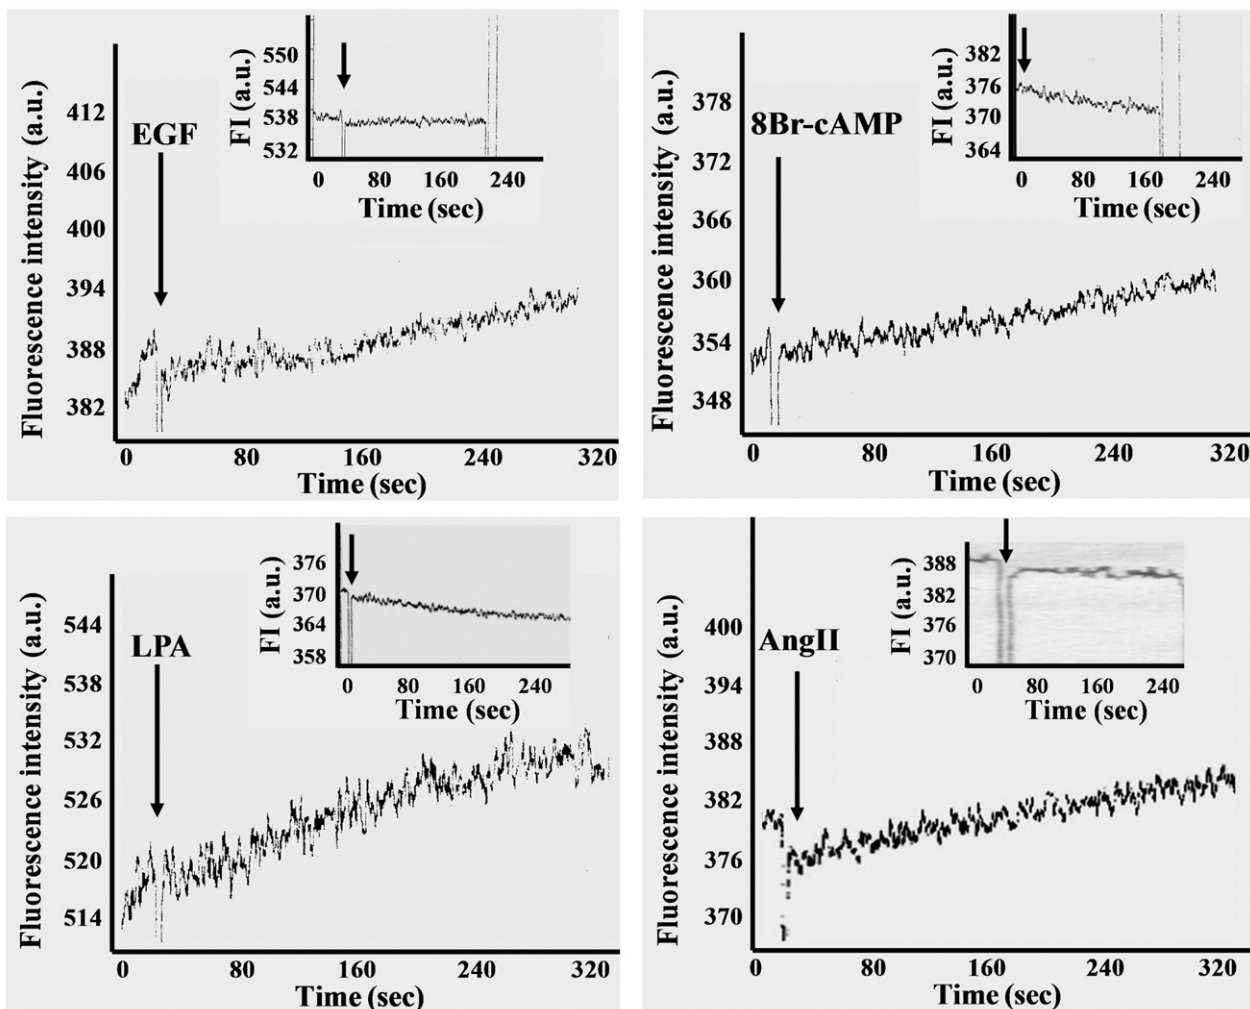 Fluorescence intensity (a.u.)
412
406
400
394
388
382
EGF
0 80 160 240 320
Time (sec)
FI (a.u.)
550
544
538
532
0 80 160 240
Time (sec)
Fluorescence intensity (a.u.)
378
372
366
360
354
348
8Br-cAMP
0 80 160 240 320
Time (sec)
FI (a.u.)
382
376
370
364
0 80 160 240
Time (sec)
Fluorescence intensity (a.u.)
544
538
532
526
520
514
LPA
0 80 160 240 320
Time (sec)
FI (a.u.)
376
370
364
358
0 80 160 240
Time (sec)
Fluorescence intensity (a.u.)
400
394
388
382
376
370
AngII
0 80 160 240 320
Time (sec)
FI (a.u.)
388
382
376
370
0 80 160 240
Time (sec)